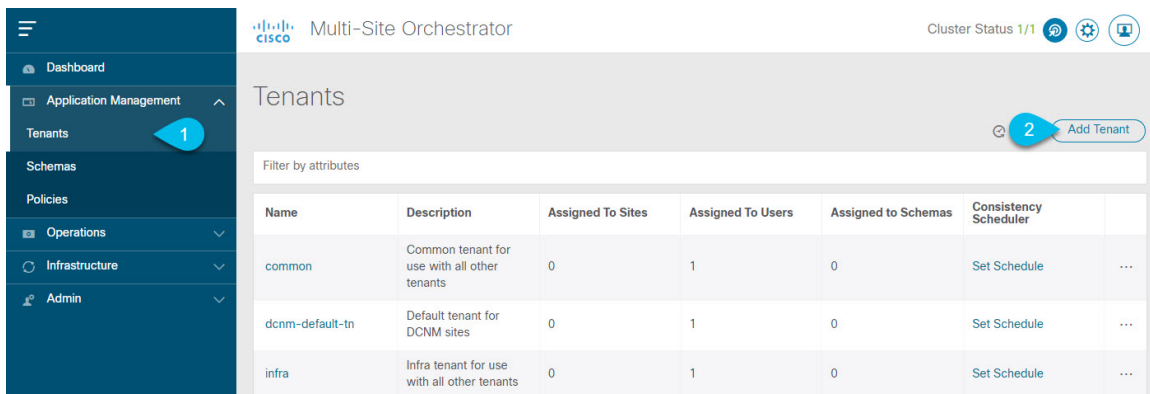 cisco Multi-Site Orchestrator
Cluster Status 1/1
Dashboard
Application Management
Tenants
1
Schemas
Policies
Operations
Infrastructure
Admin
Tenants
2
Add Tenant
Filter by attributes
Name Description Assigned To Sites Assigned To Users Assigned to Schemas Consistency
Scheduler
Common tenant for
common use with all other 0 1 0 Set Schedule ...
tenants
Default tenant for
dcnm-default-tn 0 1 0 Set Schedule ...
DCNM sites
Infra tenant for use
infra 0 1 0 Set Schedule ...
with all other tenants